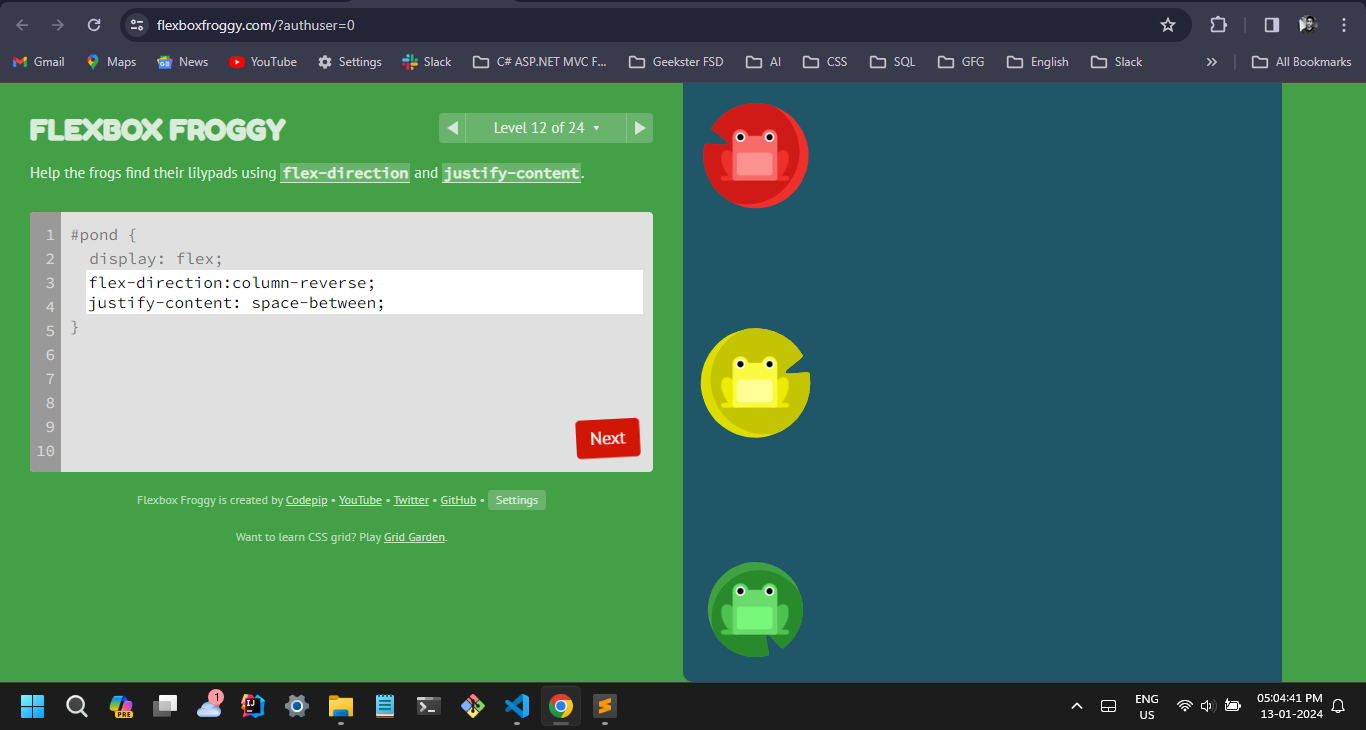 flexboxfroggy.com/?authuser=0
Gmail Maps News YouTube Settings Slack C# ASP.NET MVC F... Geekster FSD AI CSS SQL GFG English Slack » All Bookmarks
FLEXBOX FROGGY
Level 12 of 24
Help the frogs find their lilypads using flex-direction and justify-content.
1 #pond {
2 display: flex;
3 flex-direction:column-reverse;
4 justify-content: space-between;
5 }
6
7
8
9
10
Next
Flexbox Froggy is created by Codepip • YouTube • Twitter • GitHub • Settings
Want to learn CSS grid? Play Grid Garden.
PRE
1
IJ
ENG
US
05:04:41 PM
13-01-2024